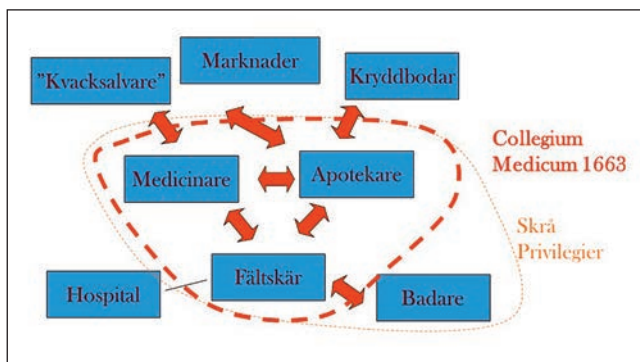 Marknader
"Kvacksalvare"
Kryddbodar
Collegium
Medicum 1663
Medicinare
Apotekare
Skrå
Privilegier
Hospital
Fältskär
Badare